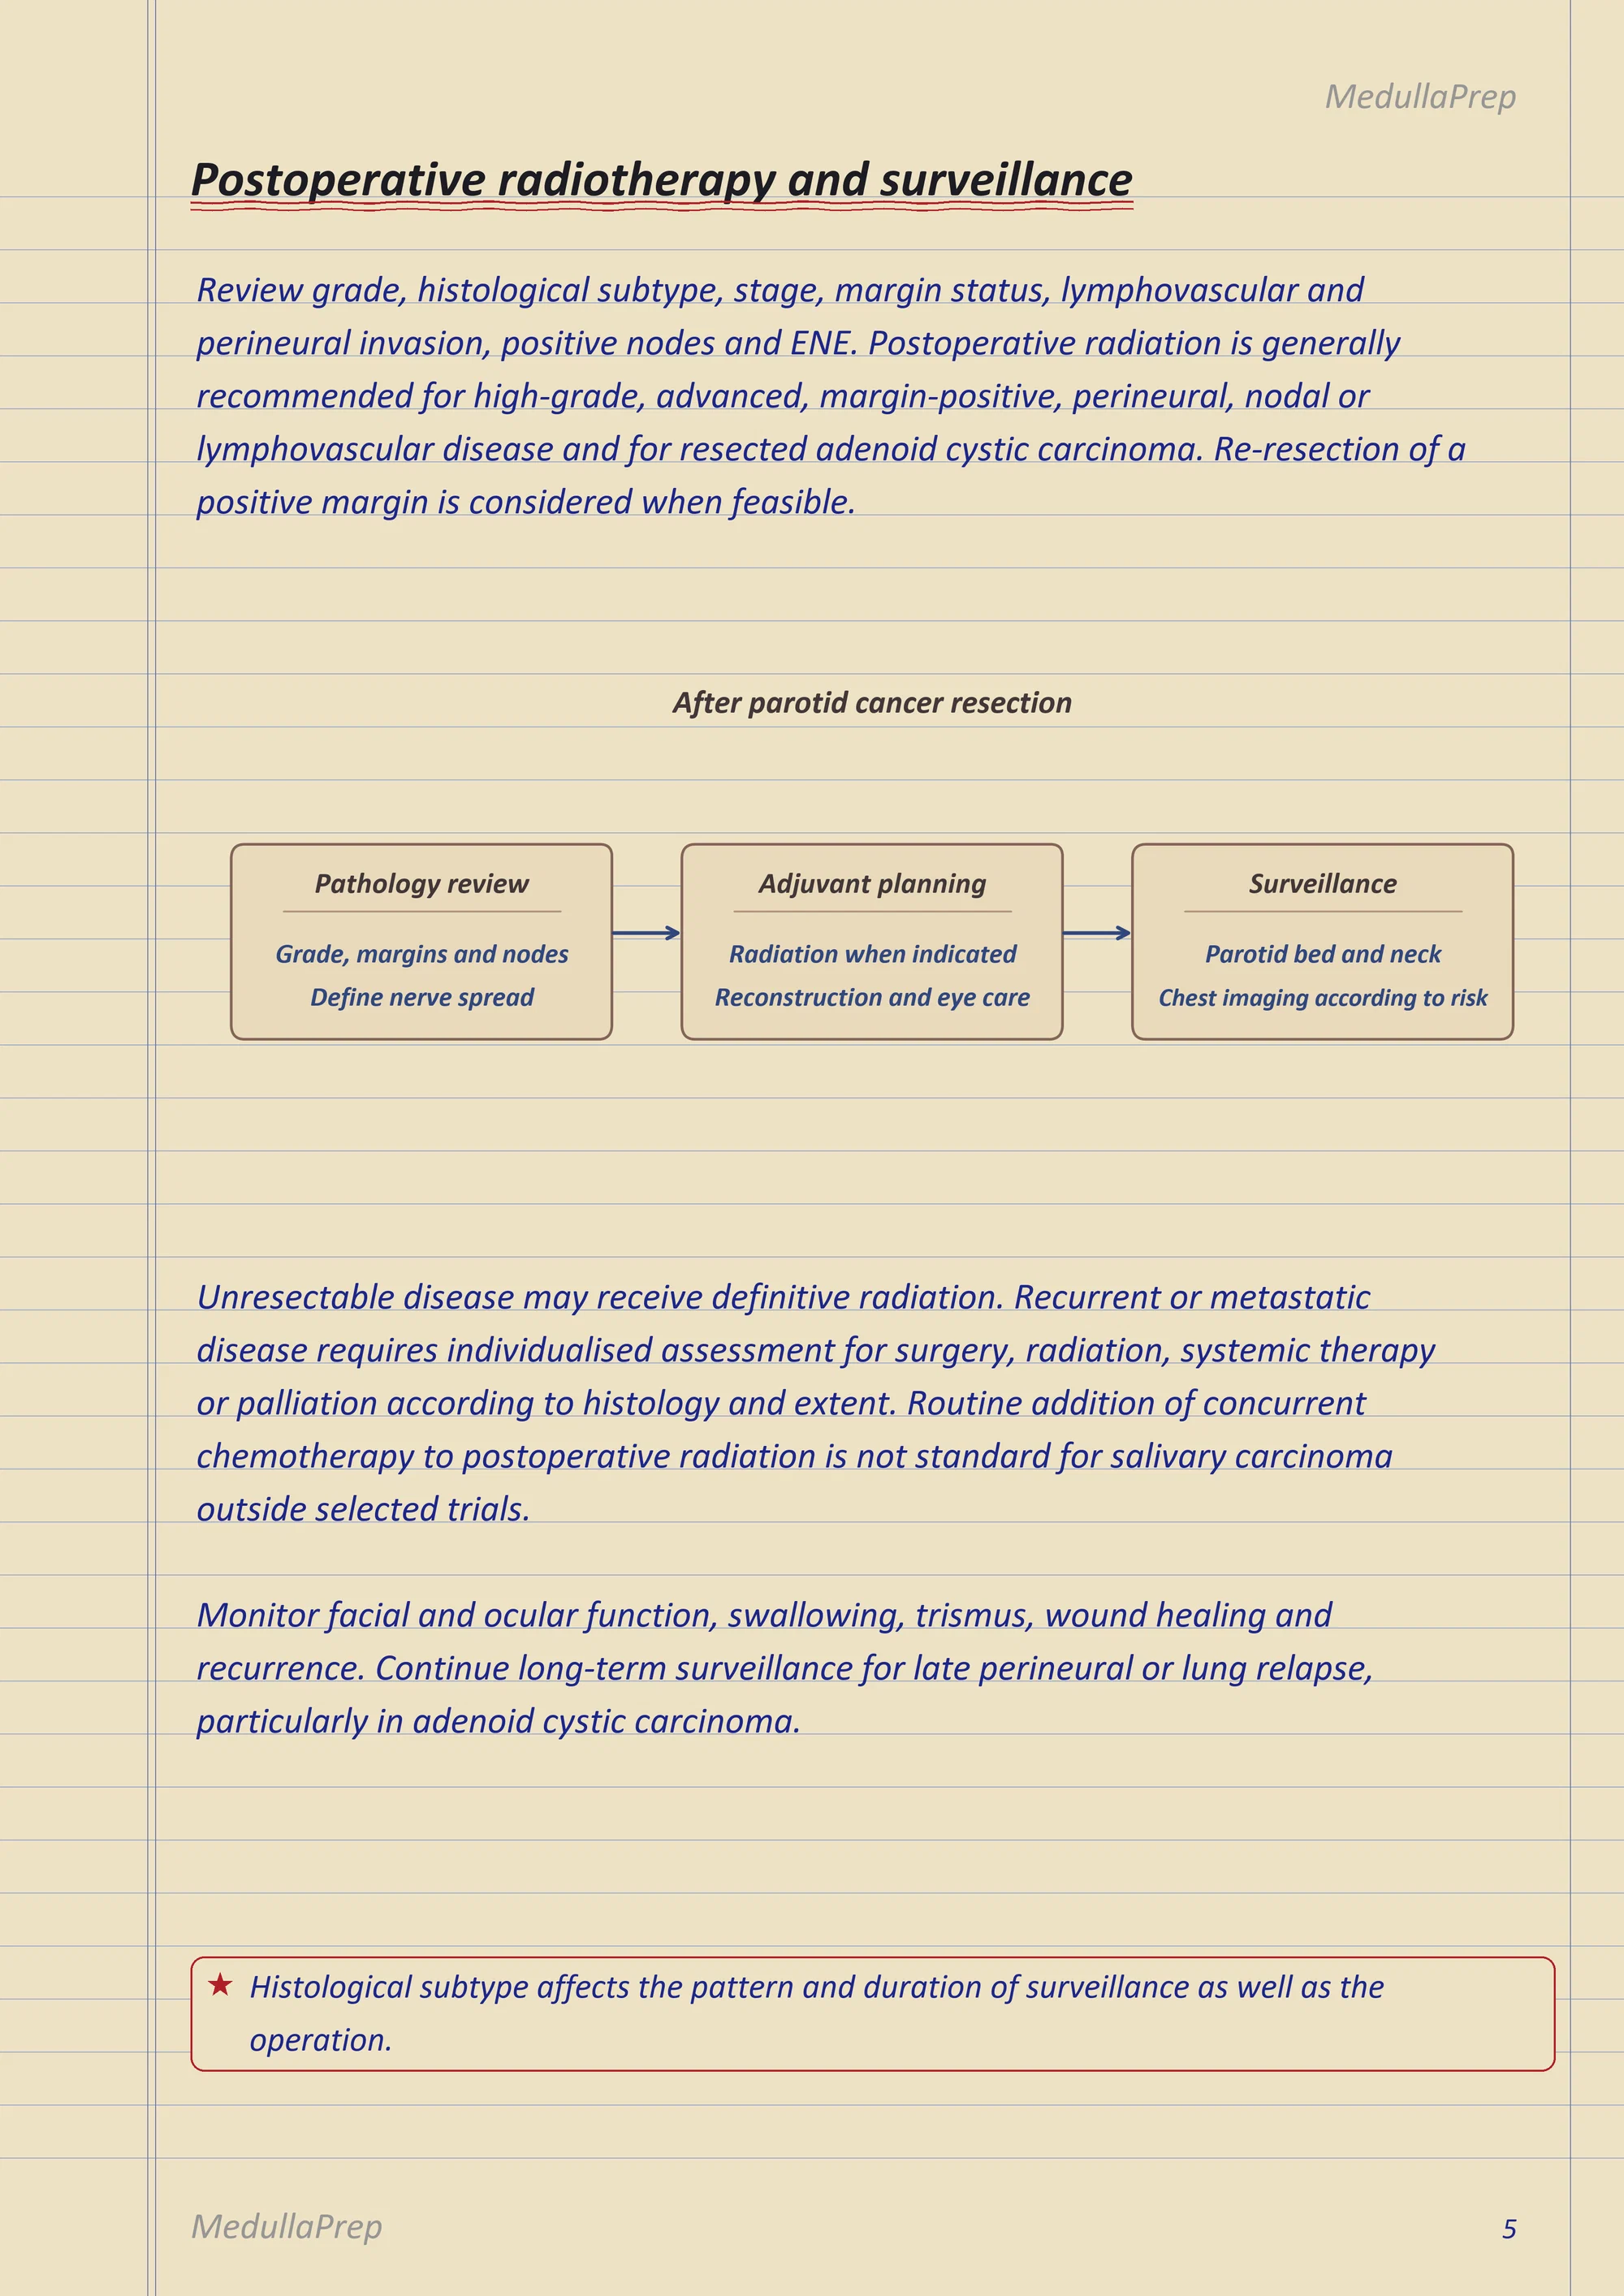 MedullaPrep
Postoperative radiotherapy and surveillance
Review grade, histological subtype, stage, margin status, lymphovascular and
perineural invasion, positive nodes and ENE. Postoperative radiation is generally
recommended for high-grade, advanced, margin-positive, perineural, nodal or
lymphovascular disease and for resected adenoid cystic carcinoma. Re-resection of a
positive margin is considered when feasible.
After parotid cancer resection
Pathology review
Grade, margins and nodes
Define nerve spread
Adjuvant planning
Radiation when indicated
Reconstruction and eye care
Surveillance
Parotid bed and neck
Chest imaging according to risk
Unresectable disease may receive definitive radiation. Recurrent or metastatic
disease requires individualised assessment for surgery, radiation, systemic therapy
or palliation according to histology and extent. Routine addition of concurrent
chemotherapy to postoperative radiation is not standard for salivary carcinoma
outside selected trials.
Monitor facial and ocular function, swallowing, trismus, wound healing and
recurrence. Continue long-term surveillance for late perineural or lung relapse,
particularly in adenoid cystic carcinoma.
★ Histological subtype affects the pattern and duration of surveillance as well as the
operation.
MedullaPrep
5